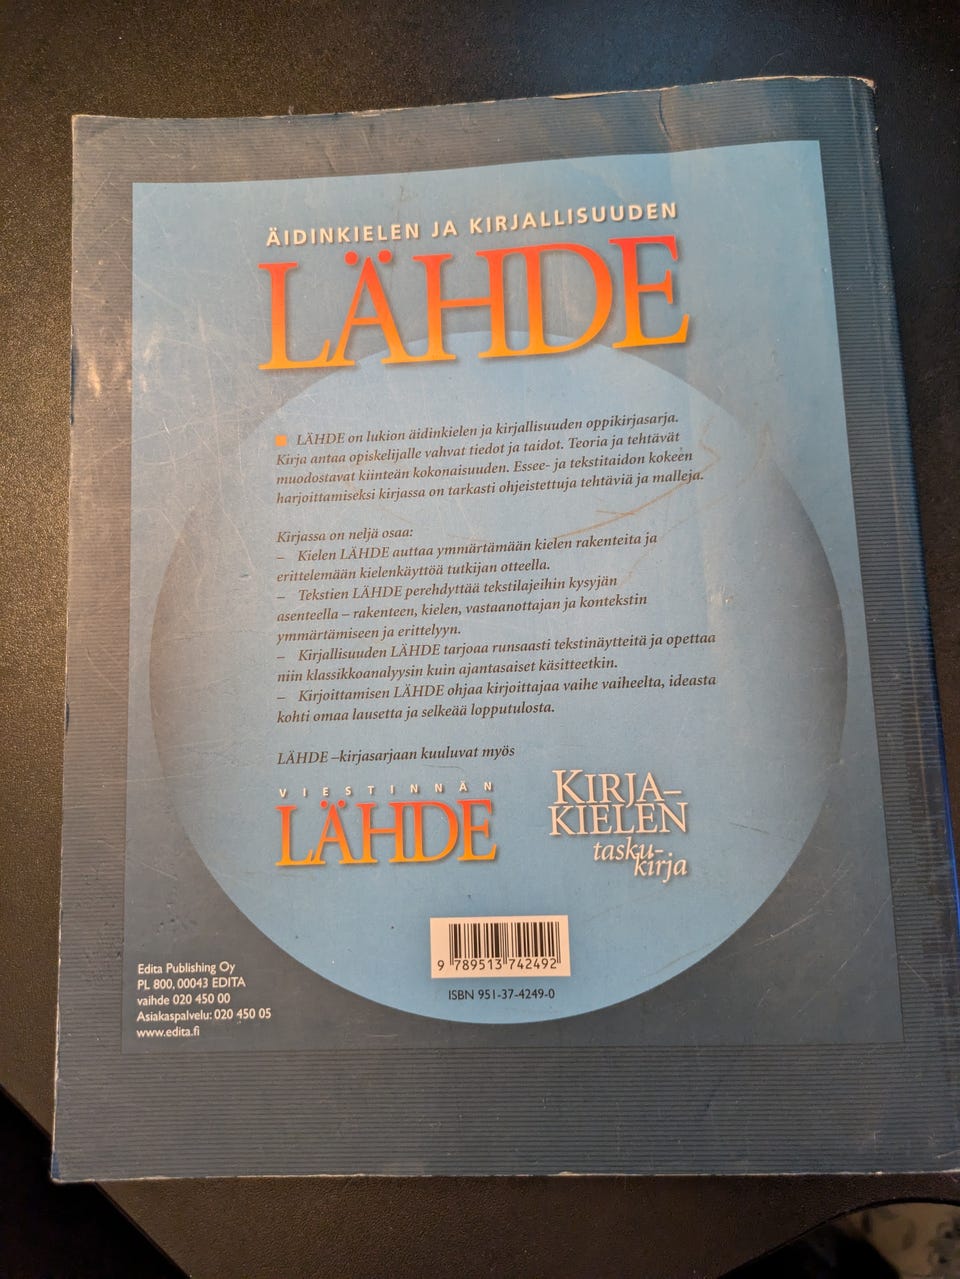 ÄIDINKIELEN JA KIRJALLISUUDEN
LÄHDE
LÄHDE on lukion äidinkielen ja kirjallisuuden oppikirjasarja.
Kirja antaa opiskelijalle vahvat tiedot ja taidot. Teoria ja tehtävät
muodostavat kiinteän kokonaisuuden. Essee- ja tekstitaidon kokeen
harjoittamiseksi kirjassa on tarkasti ohjeistettuja tehtäviä ja malleja.
Kirjassa on neljä osaa:
– Kielen LÄHDE auttaa ymmärtämään kielen rakenteita ja
erittelemään kielenkäyttöä tutkijan otteella.
– Tekstien LÄHDE perehdyttää tekstilajeihin kysyjän
asenteella – rakenteen, kielen, vastaanottajan ja kontekstin
ymmärtämiseen ja erittelyyn.
– Kirjallisuuden LÄHDE tarjoaa runsaasti tekstinäytteitä ja opettaa
niin klassikkoanalyysin kuin ajantasaiset käsitteetkin.
– Kirjoittamisen LÄHDE ohjaa kirjoittajaa vaihe vaiheelta, ideasta
kohti omaa lausetta ja selkeää lopputulosta.
LÄHDE –kirjasarjaan kuuluvat myös
VIESTINNÄN
LÄHDE
KIRJA–
KIELEN
tasku-
kirja
9 789513 742492
ISBN 951-37-4249-0
Edita Publishing Oy
PL 800, 00043 EDITA
vaihde 020 450 00
Asiakaspalvelu: 020 450 05
www.edita.fi